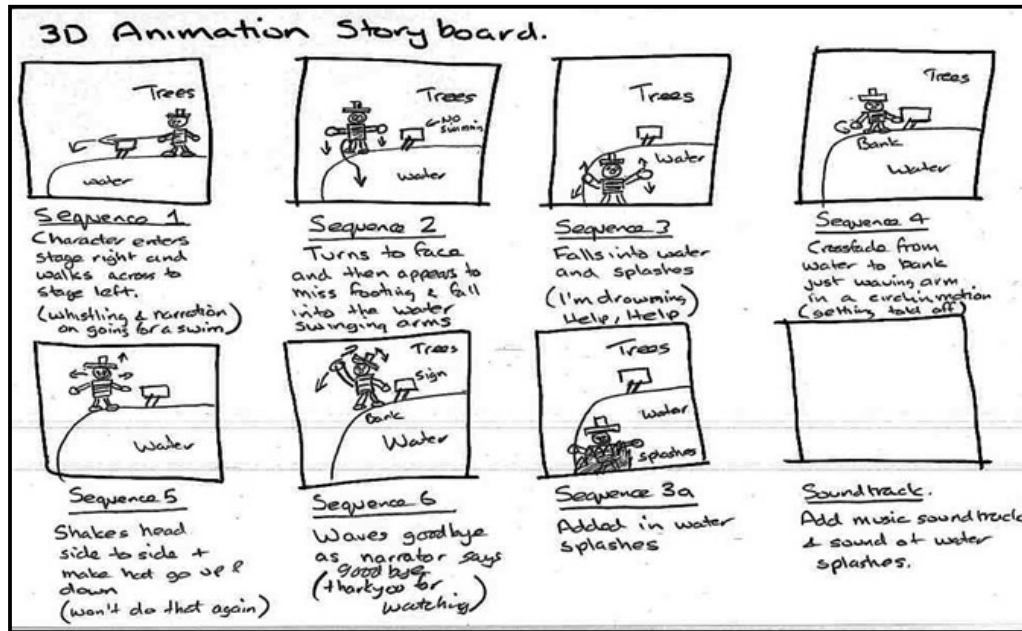 3D Animation Storyboard.
Trees
water
Sequence 1
Character enters
stage right and
walks across to
stage left.
(whistling & narration
on going for a swim)
Trees
NO
swimming
water
Sequence 2
Turns to face
and then appears to
miss footing & fall
into the water
swinging arms
Trees
Water
Sequence 3
Falls into water
and splashes
(I'm drowning
Help, Help)
Trees
Bank
Water
Sequence 4
Crossfade from
water to bank
just waving arm
in a motion
(getting told off)
Water
Sequence 5
Shakes head
side to side +
make hat go up &
down
(won't do that again)
Trees
Sign
Bank
Water
Sequence 6
Waves goodbye
as narrator says
goodbye
(thankyoo for
watching)
Trees
Water
splashes
Sequence 3a
Added in water
splashes
Soundtrack.
Add music soundtrack
& sound of water
splashes.